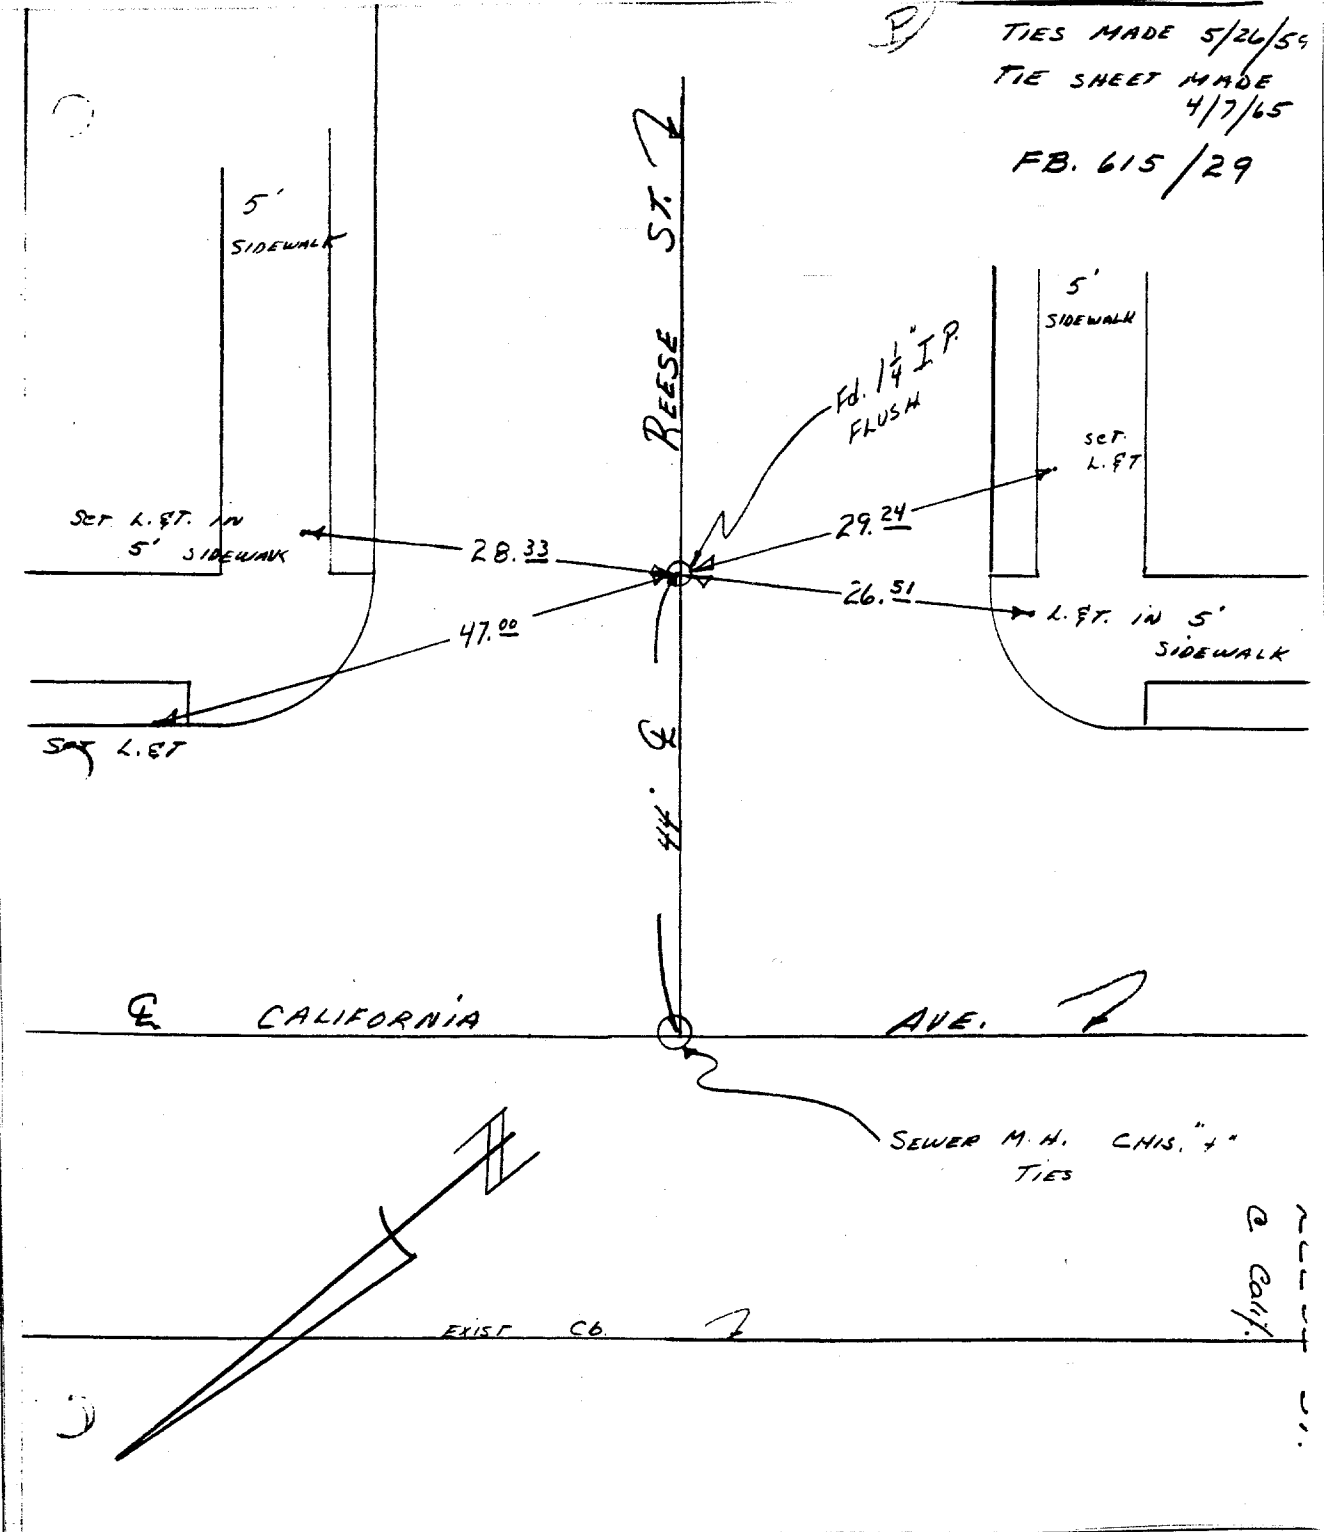 P
TIES MADE 5/26/59
TIE SHEET MADE
4/7/65
FB. 615/29
5'
SIDEWALK
REESE ST.
5'
SIDEWALK
Fd. 1 1/4" I.P.
FLUSH
SET.
L.&T
SET L.&T. IN
5' SIDEWALK
28.33
29.24
26.51
47.00
L.&T. IN 5'
SIDEWALK
SET L.&T
44' ℄
℄ CALIFORNIA AVE.
SEWER M.H. CHIS. "+"
TIES
N
EXIST Cb.
@ Calif.